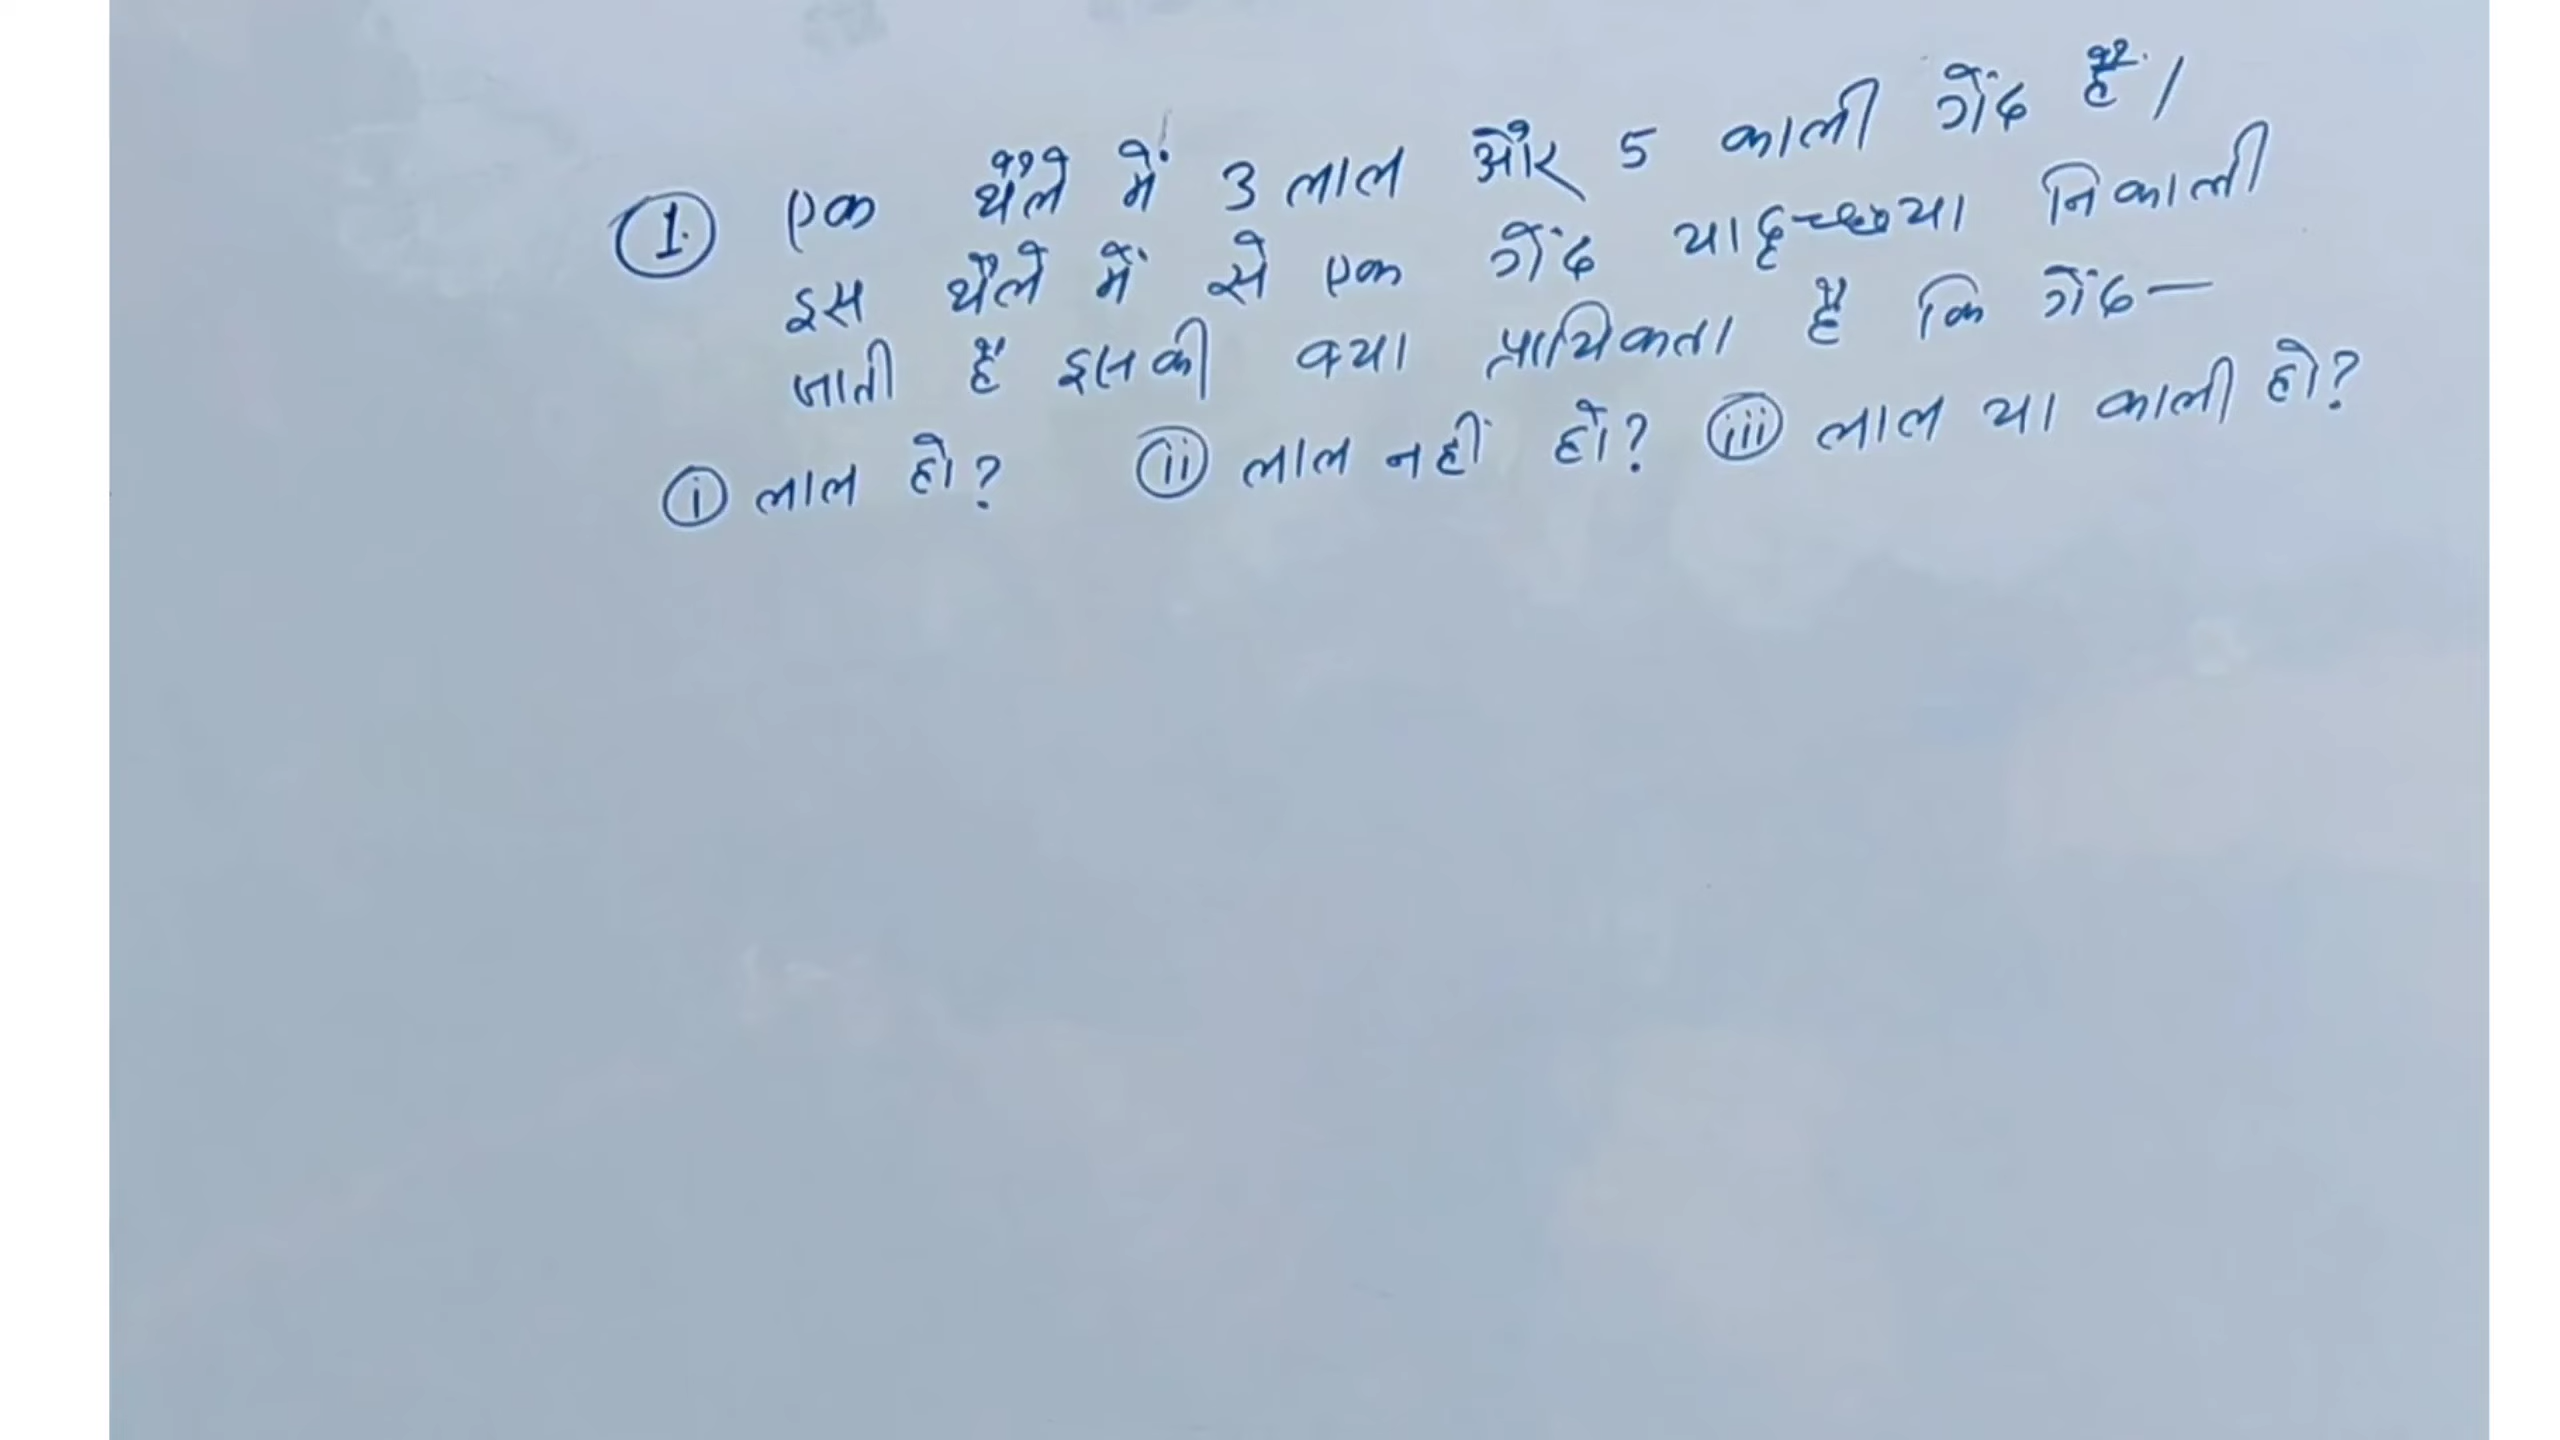 ① एक थैले में 3 लाल और 5 काली गेंद हैं।
इस थैले में से एक गेंद यादृच्छया निकाली
जाती है इसकी क्या प्रायिकता है कि गेंद—
ⓘ लाल हो? ⓘⓘ लाल नहीं हो? ⓘⓘⓘ लाल या काली हो?